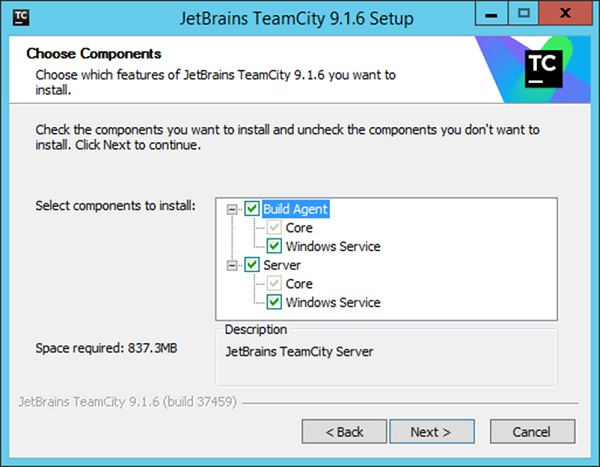 TC
JetBrains TeamCity 9.1.6 Setup
X
Choose Components
Choose which features of JetBrains TeamCity 9.1.6 you want to
install.
TC
Check the components you want to install and uncheck the components you don't want to
install. Click Next to continue.
Select components to install:
Build Agent
Core
Windows Service
Server
Core
Windows Service
Space required: 837.3MB
Description
JetBrains TeamCity Server
JetBrains TeamCity 9.1.6 (build 37459)
< Back
Next >
Cancel